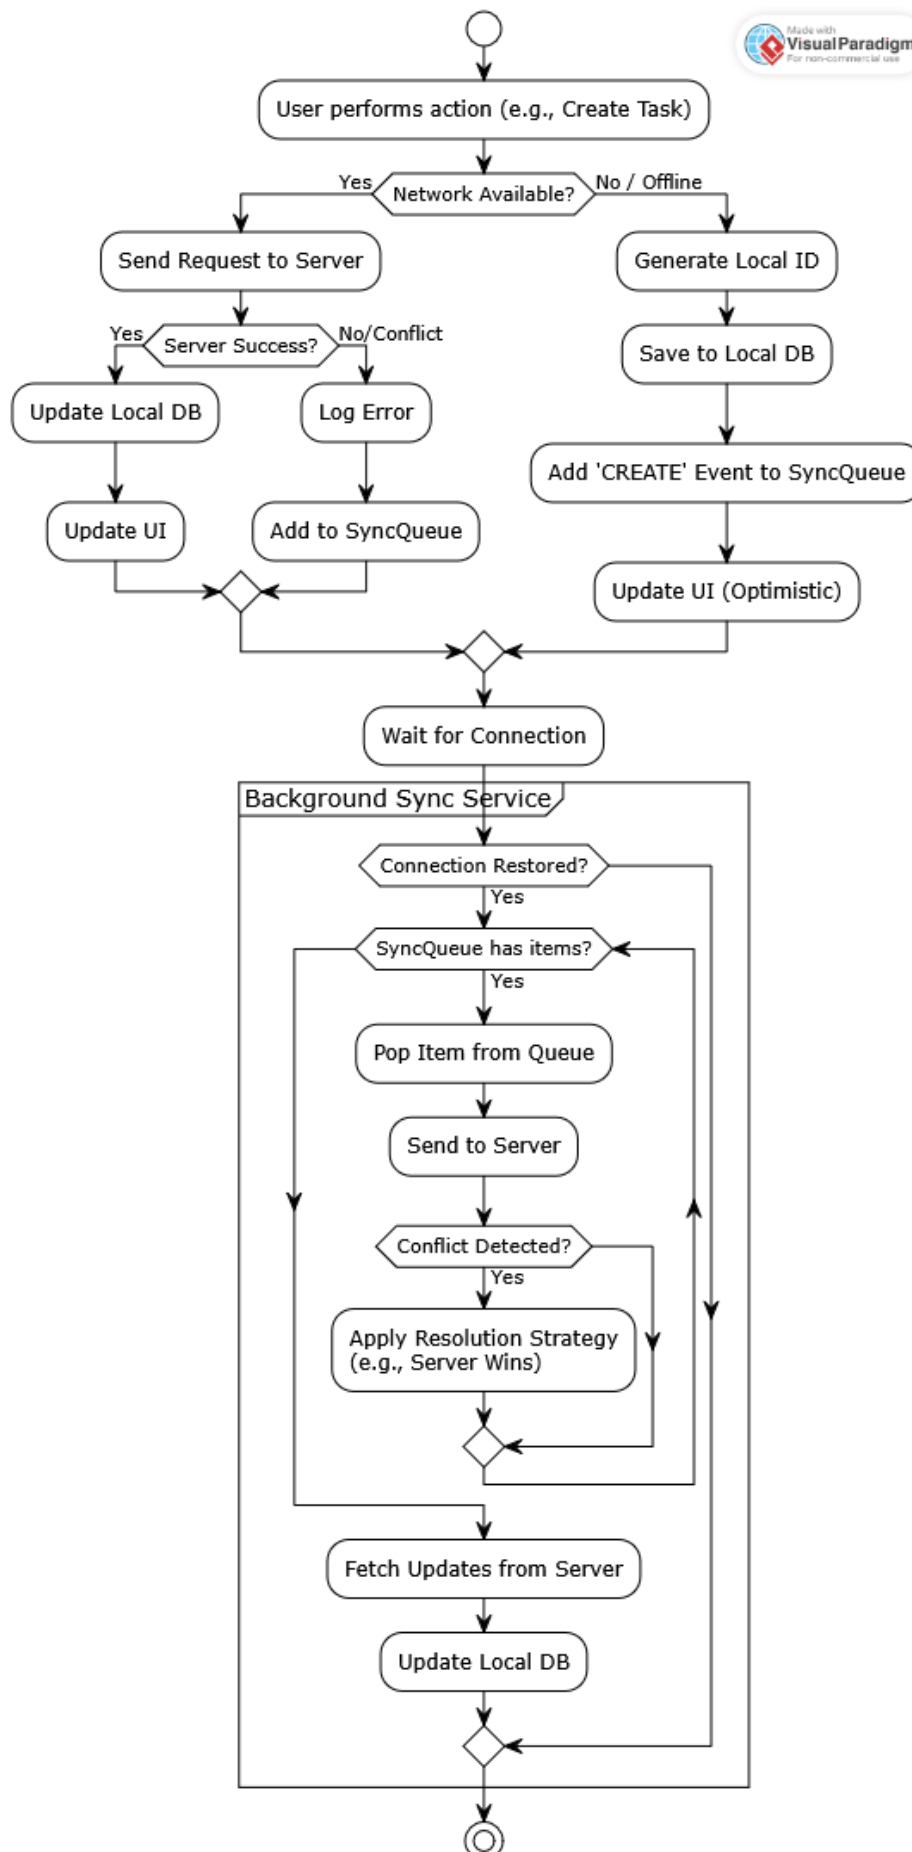 Made with
VisualParadigm
For non-commercial use
User performs action (e.g., Create Task)
Network Available?
Yes
No / Offline
Send Request to Server
Generate Local ID
Server Success?
Yes
No/Conflict
Save to Local DB
Update Local DB
Log Error
Add 'CREATE' Event to SyncQueue
Update UI
Add to SyncQueue
Update UI (Optimistic)
Wait for Connection
Background Sync Service
Connection Restored?
Yes
SyncQueue has items?
Yes
Pop Item from Queue
Send to Server
Conflict Detected?
Yes
Apply Resolution Strategy
(e.g., Server Wins)
Fetch Updates from Server
Update Local DB